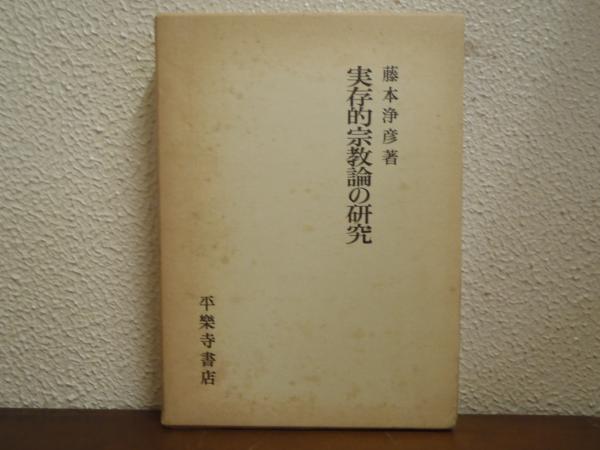 藤本浄彦著
実存的宗教論の研究
平樂寺書店